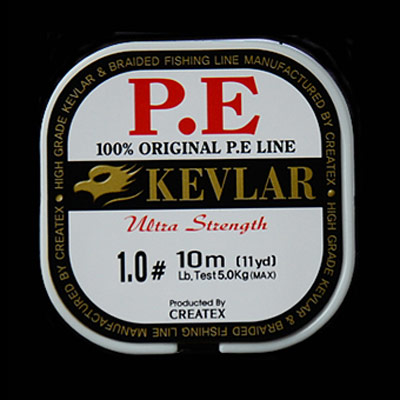 P.E
100% ORIGINAL P.E LINE
KEVLAR
Ultra Strength
1.0# 10m (11yd)
Lb,Test 5.0Kg(MAX)
Producted By
CREATEX
HIGH GRADE KEVLAR & BRAIDED FISHING LINE MANUFACTURED BY CREATEX • HIGH GRADE KEVLAR & BRAIDED FISHING LINE MANUFACTURED BY CREATEX •